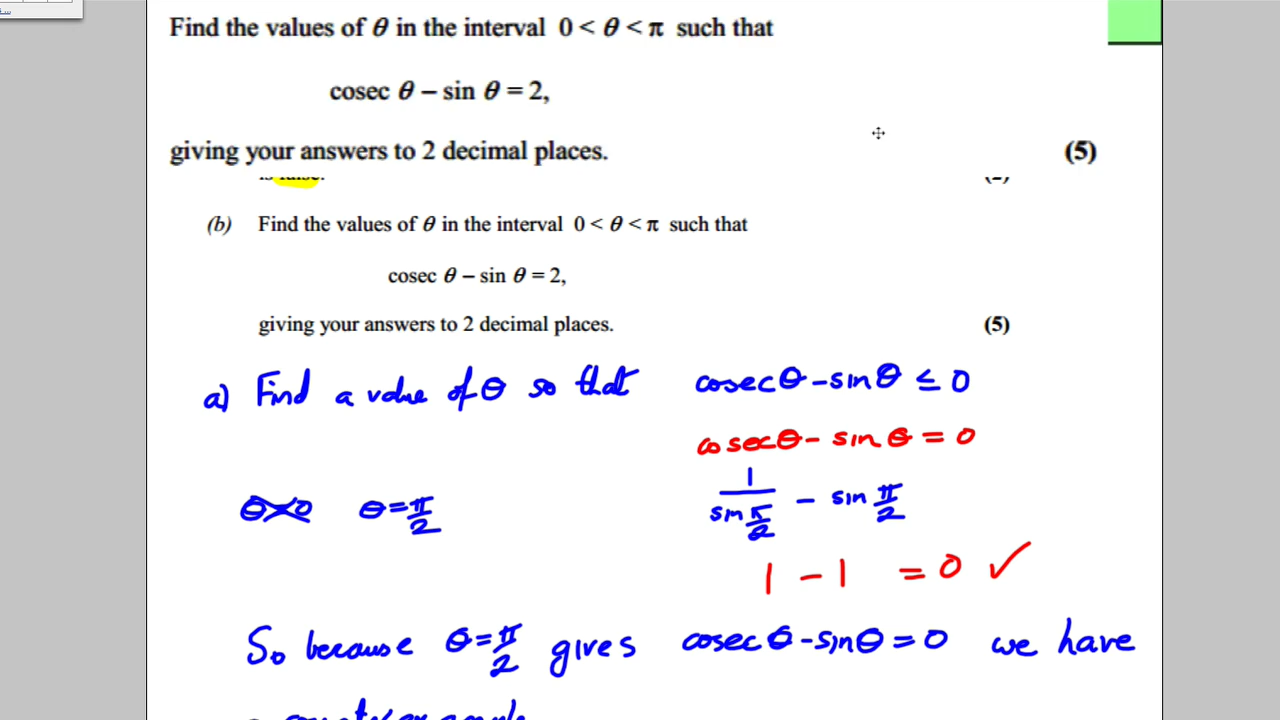 Find the values of θ in the interval 0 < θ < π such that
cosec θ – sin θ = 2,
giving your answers to 2 decimal places. (5)
(b) Find the values of θ in the interval 0 < θ < π such that
cosec θ – sin θ = 2,
giving your answers to 2 decimal places. (5)
a) Find a value of θ so that cosecθ - sinθ ≤ 0
cosecθ - sin θ = 0
θ=0 θ = π/2 1/sin π/2 - sin π/2
1 - 1 = 0 ✓
So because θ = π/2 gives cosecθ - sinθ = 0 we have